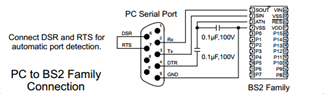 PC Serial Port
Connect DSR and RTS for
automatic port detection.
DSR
RTS
Rx
Tx
DTR
GND
0.1µF,100V
0.1µF,100V
SOUT
SIN
ATN
VSS
P0
P1
P2
P3
P4
P5
P6
P7
VIN
VSS
RES
VDD
P15
P14
P13
P12
P11
P10
P9
P8
PC to BS2 Family
Connection
BS2 Family